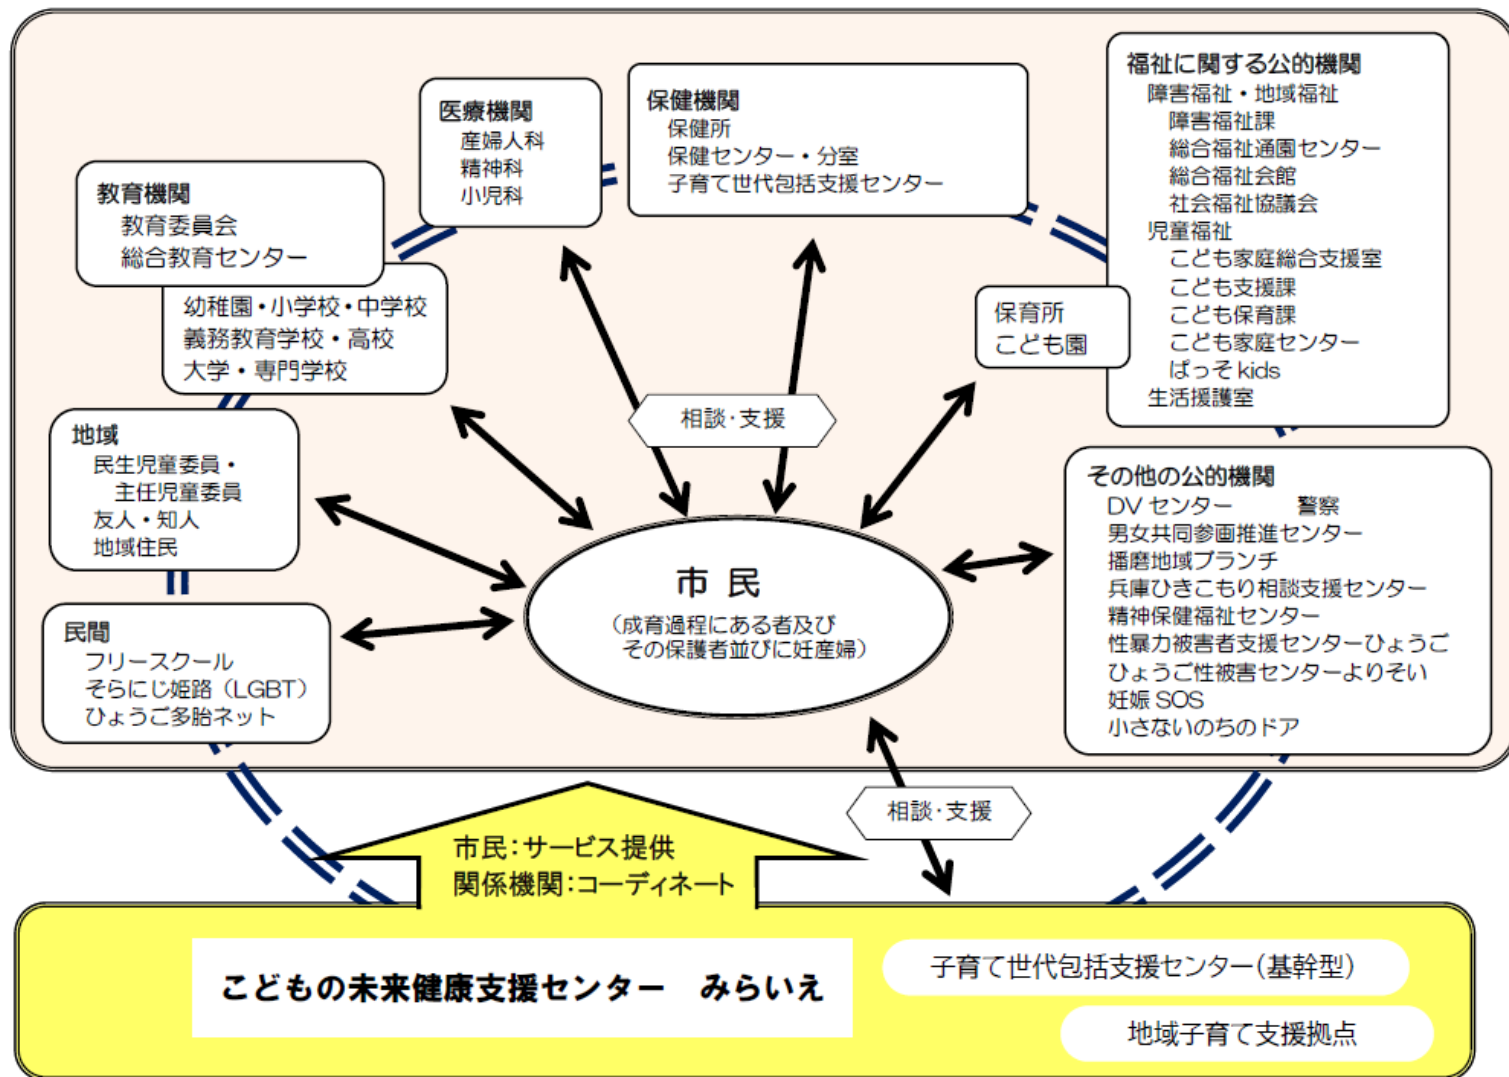 教育機関
教育委員会
総合教育センター
幼稚園・小学校・中学校
義務教育学校・高校
大学・専門学校
医療機関
産婦人科
精神科
小児科
保健機関
保健所
保健センター・分室
子育て世代包括支援センター
福祉に関する公的機関
障害福祉・地域福祉
障害福祉課
総合福祉通園センター
総合福祉会館
社会福祉協議会
児童福祉
こども家庭総合支援室
こども支援課
こども保育課
こども家庭センター
ぱっそ kids
生活援護室
保育所
こども園
地域
民生児童委員・
主任児童委員
友人・知人
地域住民
相談・支援
その他の公的機関
DV センター　　警察
男女共同参画推進センター
播磨地域ブランチ
兵庫ひきこもり相談支援センター
精神保健福祉センター
性暴力被害者支援センターひょうご
ひょうご性被害センターよりそい
妊娠 SOS
小さないのちのドア
市 民
（成育過程にある者及び
その保護者並びに妊産婦）
民間
フリースクール
そらにじ姫路（LGBT）
ひょうご多胎ネット
相談・支援
市民：サービス提供
関係機関：コーディネート
こどもの未来健康支援センター　みらいえ
子育て世代包括支援センター（基幹型）
地域子育て支援拠点